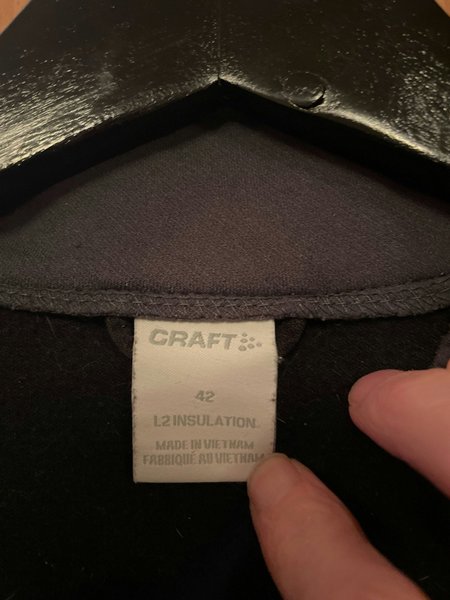 CRAFT
42
L2 INSULATION
MADE IN VIETNAM
FABRIQUÉ AU VIETNAM